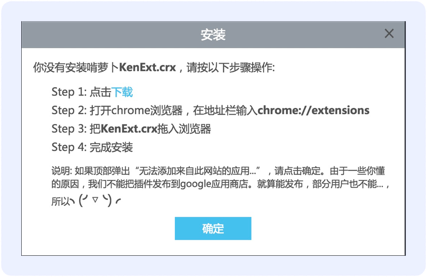 安装
你没有安装啃萝卜KenExt.crx，请按以下步骤操作:
Step 1: 点击下载
Step 2: 打开chrome浏览器，在地址栏输入chrome://extensions
Step 3: 把KenExt.crx拖入浏览器
Step 4: 完成安装
说明: 如果顶部弹出“无法添加来自此网站的应用...”，请点击确定。由于一些你懂
的原因，我们不能把插件发布到google应用商店。就算能发布，部分用户也不能...，
所以╮(╯▽╰)╭
确定